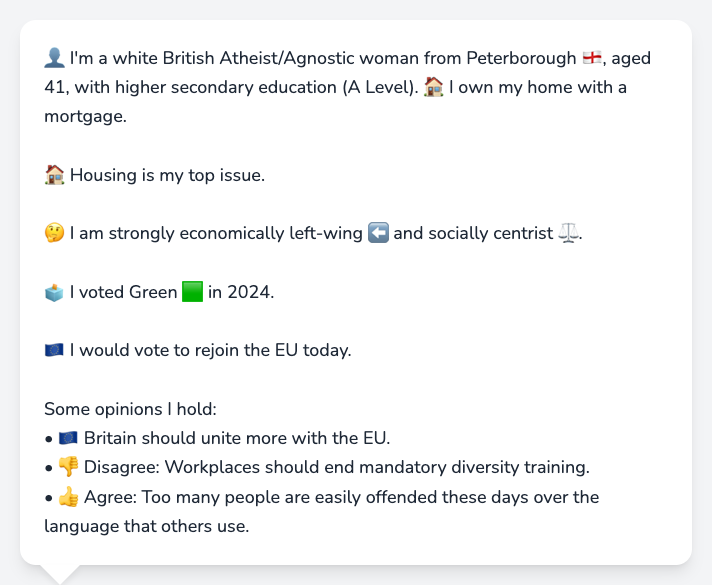 👤 I'm a white British Atheist/Agnostic woman from Peterborough 🏴󠁧󠁢󠁥󠁮󠁧󠁿, aged
41, with higher secondary education (A Level). 🏠 I own my home with a
mortgage.
🏠 Housing is my top issue.
🤔 I am strongly economically left-wing ⬅️ and socially centrist ⚖️.
🗳️ I voted Green 🟩 in 2024.
🇪🇺 I would vote to rejoin the EU today.
Some opinions I hold:
• 🇪🇺 Britain should unite more with the EU.
• 👎 Disagree: Workplaces should end mandatory diversity training.
• 👍 Agree: Too many people are easily offended these days over the
language that others use.